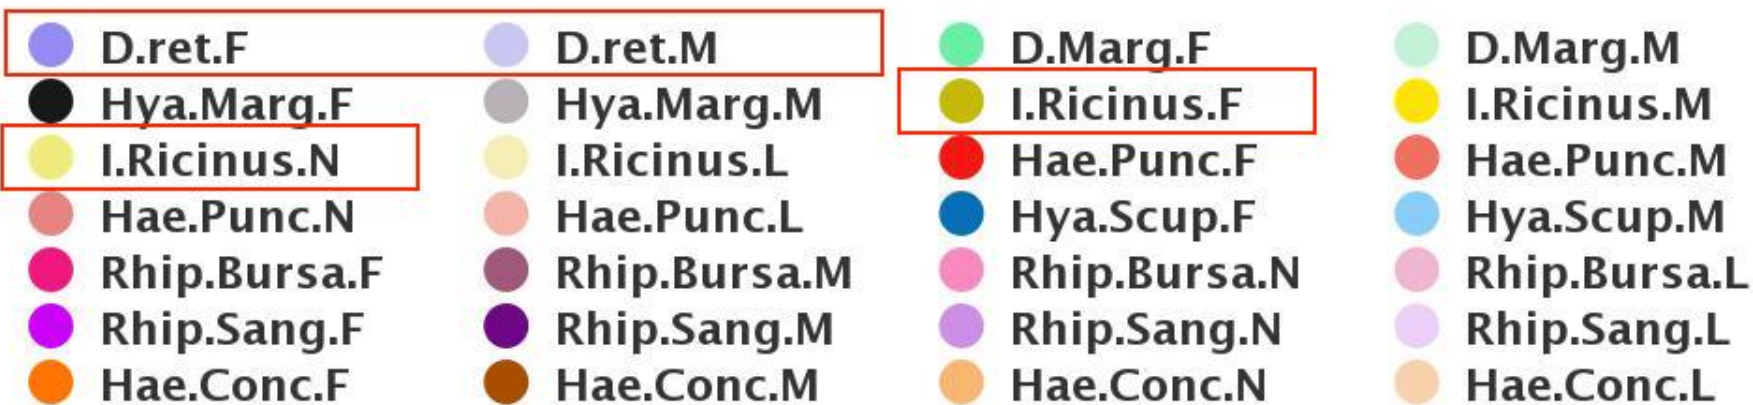 D.ret.F D.ret.M D.Marg.F D.Marg.M
Hya.Marg.F Hya.Marg.M I.Ricinus.F I.Ricinus.M
I.Ricinus.N I.Ricinus.L Hae.Punc.F Hae.Punc.M
Hae.Punc.N Hae.Punc.L Hya.Scup.F Hya.Scup.M
Rhip.Bursa.F Rhip.Bursa.M Rhip.Bursa.N Rhip.Bursa.L
Rhip.Sang.F Rhip.Sang.M Rhip.Sang.N Rhip.Sang.L
Hae.Conc.F Hae.Conc.M Hae.Conc.N Hae.Conc.L